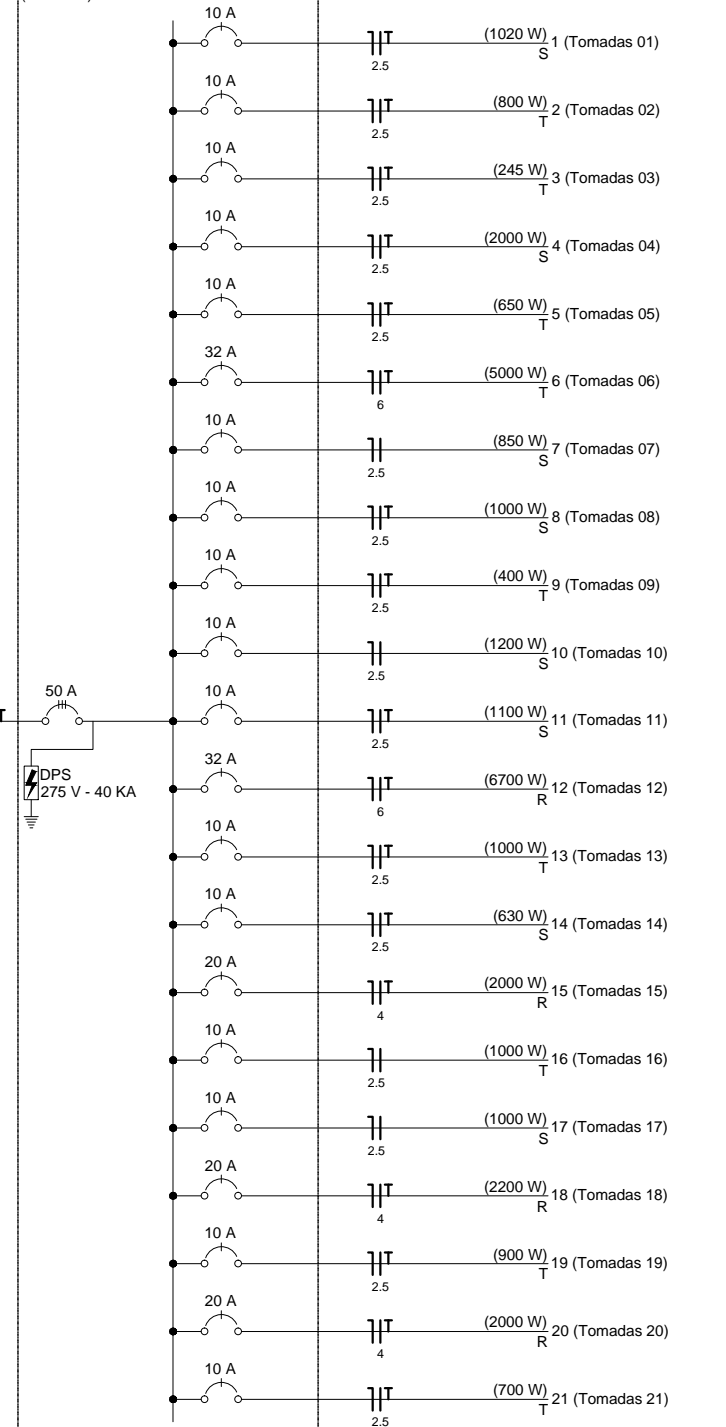 10 A
(1020 W) 1 (Tomadas 01)
2.5 S
10 A
(800 W) 2 (Tomadas 02)
2.5 T
10 A
(245 W) 3 (Tomadas 03)
2.5 T
10 A
(2000 W) 4 (Tomadas 04)
2.5 S
10 A
(650 W) 5 (Tomadas 05)
2.5 T
32 A
(5000 W) 6 (Tomadas 06)
6 T
10 A
(850 W) 7 (Tomadas 07)
2.5 S
10 A
(1000 W) 8 (Tomadas 08)
2.5 S
10 A
(400 W) 9 (Tomadas 09)
2.5 T
10 A
(1200 W) 10 (Tomadas 10)
2.5 S
50 A
10 A
(1100 W) 11 (Tomadas 11)
2.5 S
DPS
275 V - 40 KA
32 A
(6700 W) 12 (Tomadas 12)
6 R
10 A
(1000 W) 13 (Tomadas 13)
2.5 T
10 A
(630 W) 14 (Tomadas 14)
2.5 S
20 A
(2000 W) 15 (Tomadas 15)
4 R
10 A
(1000 W) 16 (Tomadas 16)
2.5 T
10 A
(1000 W) 17 (Tomadas 17)
2.5 S
20 A
(2200 W) 18 (Tomadas 18)
4 R
10 A
(900 W) 19 (Tomadas 19)
2.5 T
20 A
(2000 W) 20 (Tomadas 20)
4 R
10 A
(700 W) 21 (Tomadas 21)
2.5 T